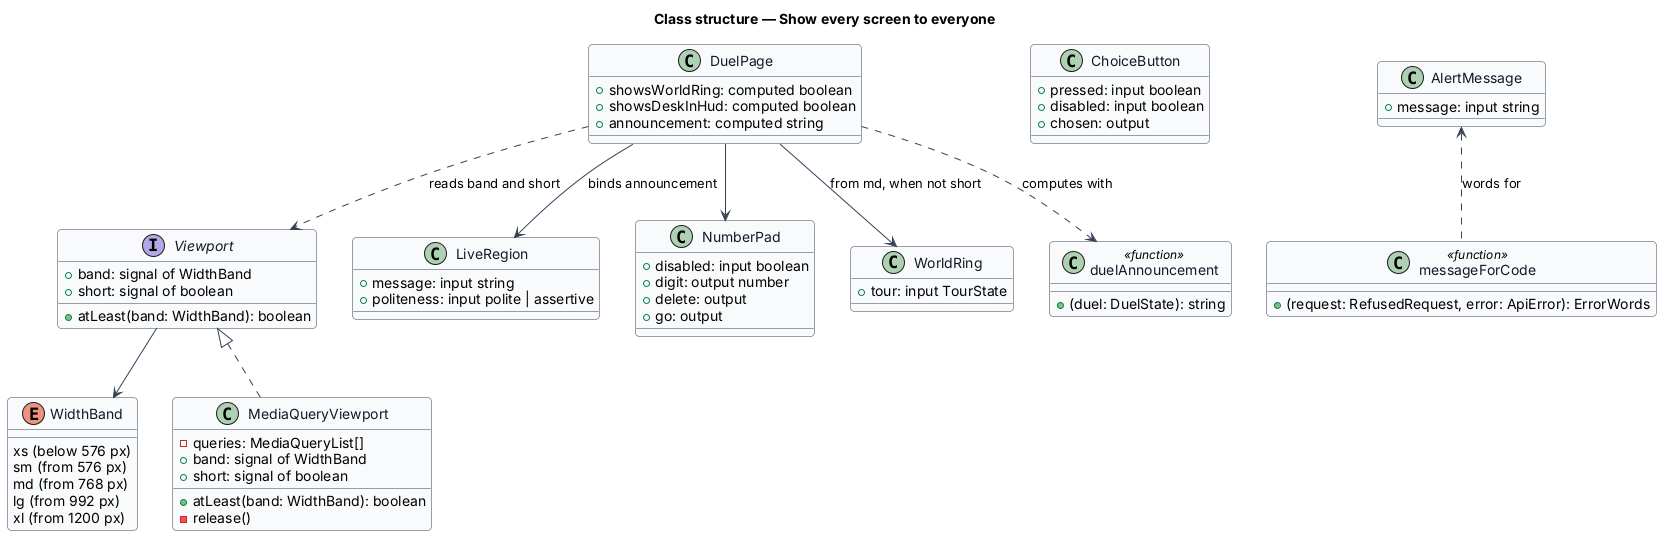 Class structure — Show every screen to everyone
C DuelPage
showsWorldRing: computed boolean
showsDeskInHud: computed boolean
announcement: computed string
C ChoiceButton
pressed: input boolean
disabled: input boolean
chosen: output
C AlertMessage
message: input string
reads band and short
binds announcement
from md, when not short
computes with
words for
I Viewport
band: signal of WidthBand
short: signal of boolean
atLeast(band: WidthBand): boolean
C LiveRegion
message: input string
politeness: input polite | assertive
C NumberPad
disabled: input boolean
digit: output number
delete: output
go: output
C WorldRing
tour: input TourState
«function»
C duelAnnouncement
(duel: DuelState): string
«function»
C messageForCode
(request: RefusedRequest, error: ApiError): ErrorWords
E WidthBand
xs (below 576 px)
sm (from 576 px)
md (from 768 px)
lg (from 992 px)
xl (from 1200 px)
C MediaQueryViewport
queries: MediaQueryList[]
band: signal of WidthBand
short: signal of boolean
atLeast(band: WidthBand): boolean
release()